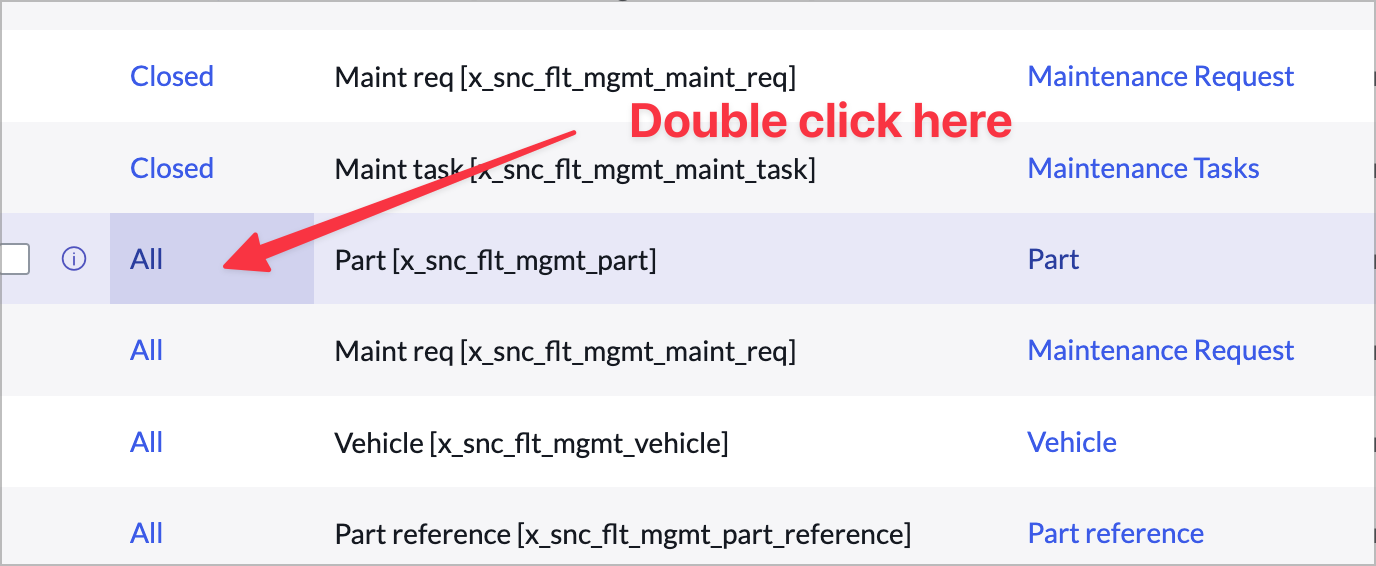 Closed Maint req [x_snc_flt_mgmt_maint_req] Maintenance Request
Double click here
Closed Maint task [x_snc_flt_mgmt_maint_task] Maintenance Tasks
All Part [x_snc_flt_mgmt_part] Part
All Maint req [x_snc_flt_mgmt_maint_req] Maintenance Request
All Vehicle [x_snc_flt_mgmt_vehicle] Vehicle
All Part reference [x_snc_flt_mgmt_part_reference] Part reference